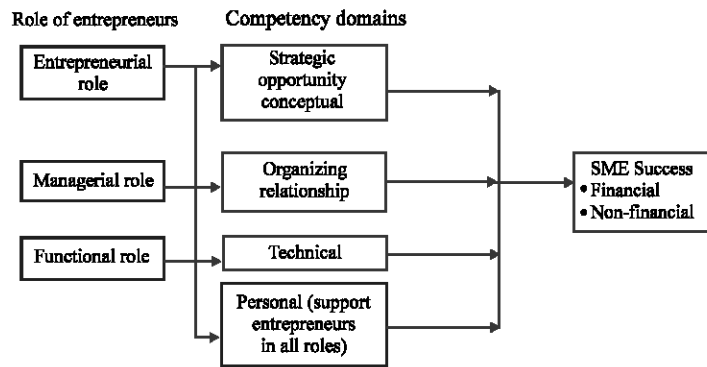 Role of entrepreneurs
Competency domains
Entrepreneurial
role
Strategic
opportunity
conceptual
Managerial role
Organizing
relationship
Functional role
Technical
Personal (support
entrepreneurs
in all roles)
SME Success
• Financial
• Non-financial